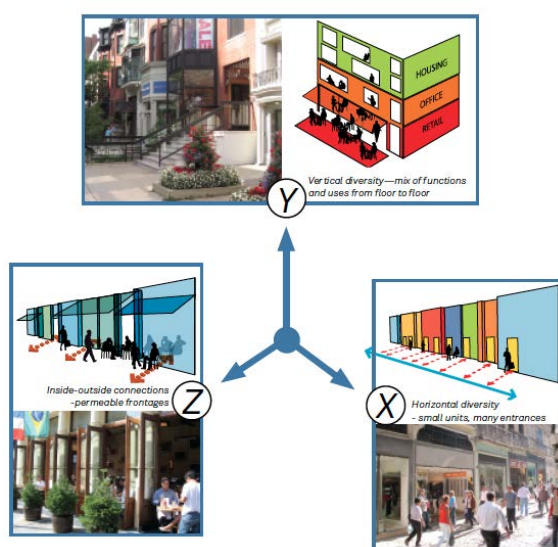 SALE
HOUSING
OFFICE
RETAIL
Vertical diversity—mix of functions
and uses from floor to floor
Y
Inside-outside connections
-permeable frontages
Z
X
Horizontal diversity
- small units, many entrances